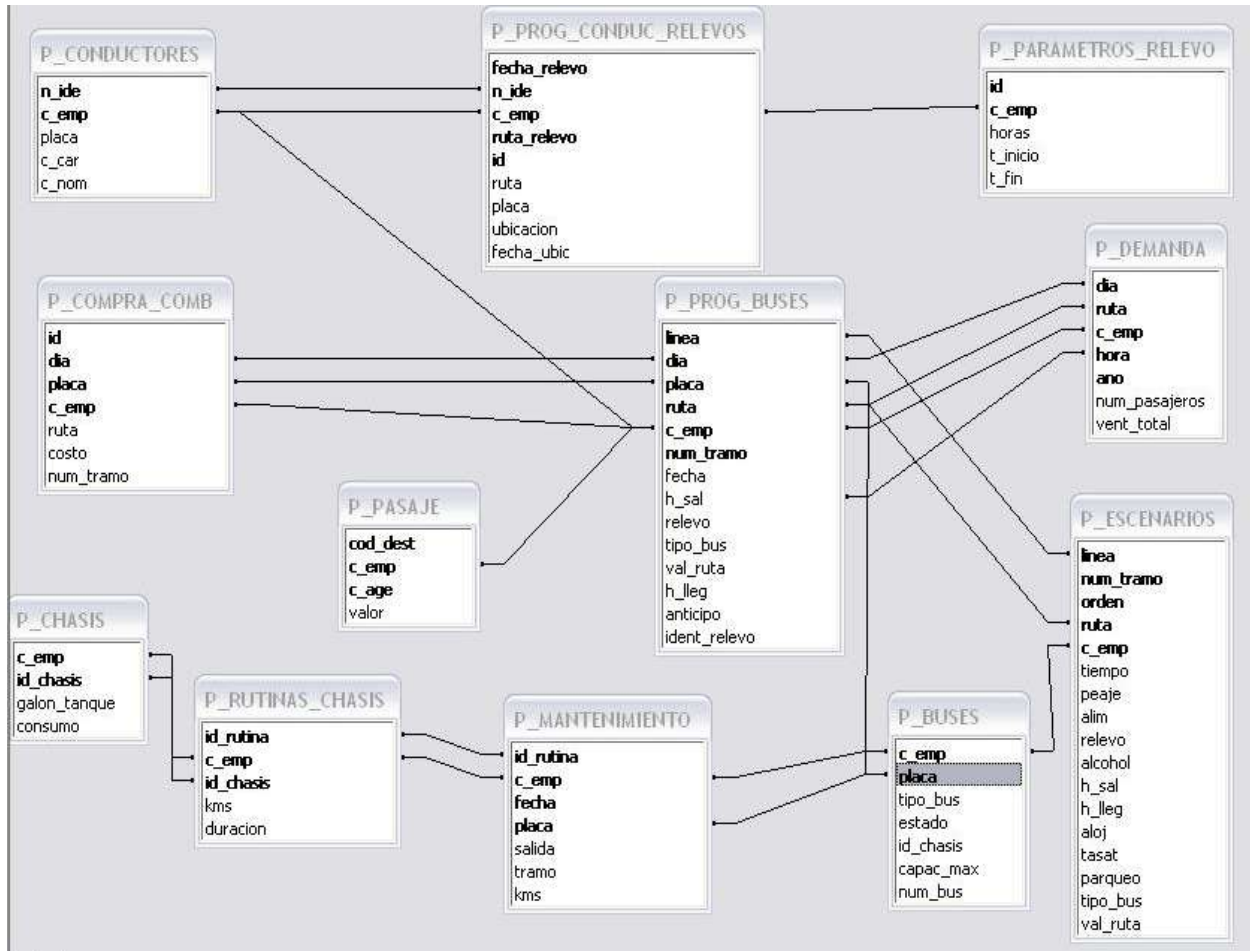 P_CONDUCTORES
n_ide
c_emp
placa
c_car
c_nom
P_PROG_CONDUC_RELEVOS
fecha_relevo
n_ide
c_emp
ruta_relevo
id
ruta
placa
ubicacion
fecha_ubic
P_PARAMETROS_RELEVO
id
c_emp
horas
t_inicio
t_fin
P_COMPRA_COMB
id
dia
placa
c_emp
ruta
costo
num_tramo
P_PROG_BUSES
linea
dia
placa
ruta
c_emp
num_tramo
fecha
h_sal
relevo
tipo_bus
val_ruta
h_lleg
anticipo
ident_relevo
P_DEMANDA
dia
ruta
c_emp
hora
ano
num_pasajeros
vent_total
P_PASAJE
cod_dest
c_emp
c_age
valor
P_ESCENARIOS
linea
num_tramo
orden
ruta
c_emp
tiempo
peaje
alim
relevo
alcohol
h_sal
h_lleg
aloj
tasat
parqueo
tipo_bus
val_ruta
P_CHASIS
c_emp
id_chasis
galon_tanque
consumo
P_RUTINAS_CHASIS
id_rutina
c_emp
id_chasis
kms
duracion
P_MANTENIMIENTO
id_rutina
c_emp
fecha
placa
salida
tramo
kms
P_BUSES
c_emp
placa
tipo_bus
estado
id_chasis
capac_max
num_bus